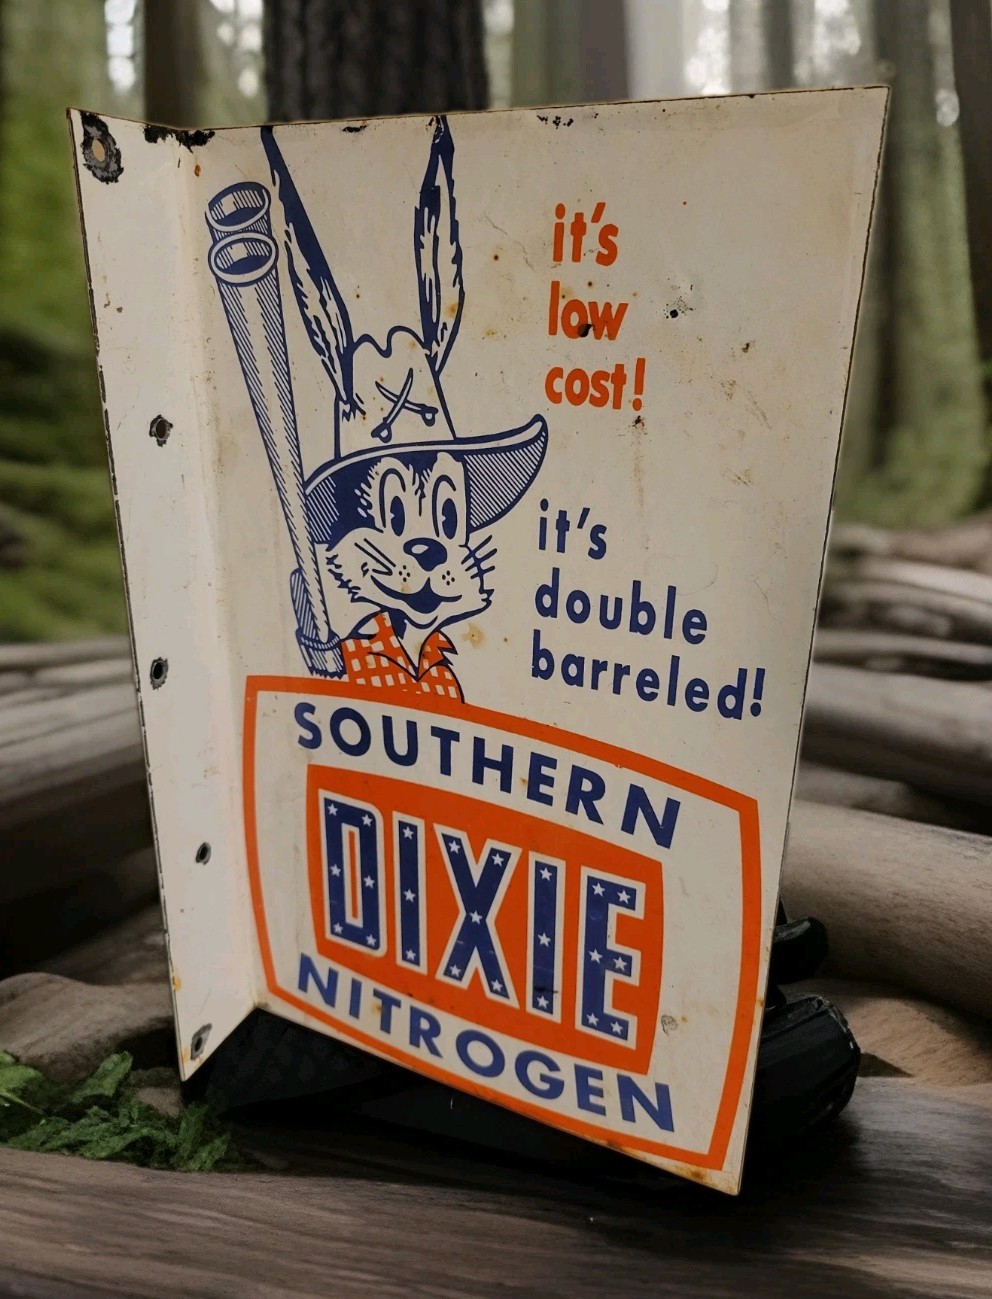 it's
low
cost!
it's
double
barreled!
SOUTHERN
DIXIE
NITROGEN